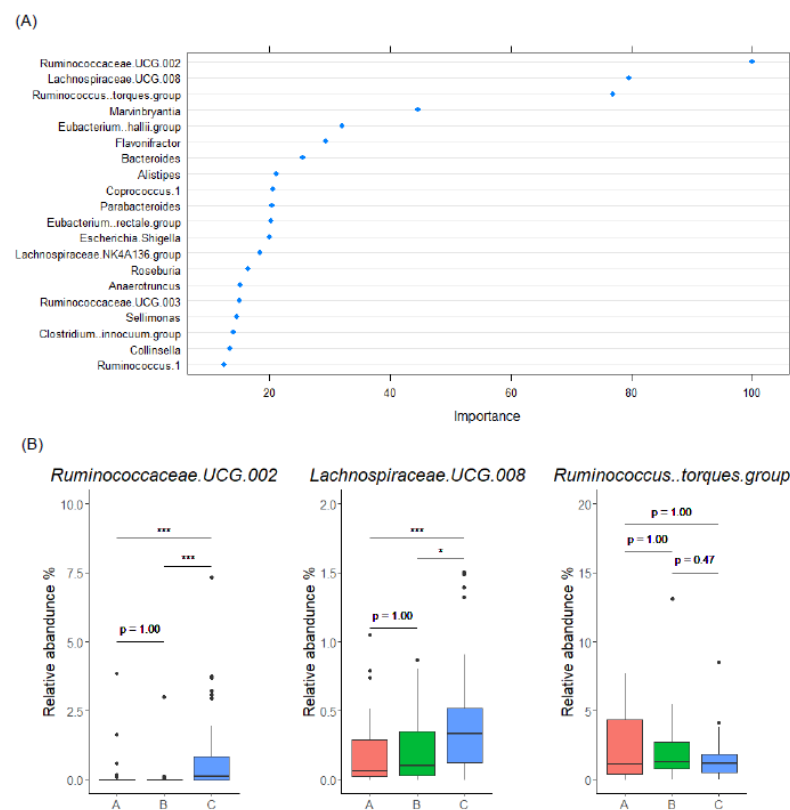 (A)
Ruminococcaceae.UCG.002
Lachnospiraceae.UCG.008
Ruminococcus..torques.group
Marvinbryantia
Eubacterium..hallii.group
Flavonifractor
Bacteroides
Alistipes
Coprococcus.1
Parabacteroides
Eubacterium..rectale.group
Escherichia.Shigella
Lachnospiraceae.NK4A136.group
Roseburia
Anaerotruncus
Ruminococcaceae.UCG.003
Sellimonas
Clostridium..innocuum.group
Collinsella
Ruminococcus.1
20 40 60 80 100
Importance
(B)
Ruminococcaceae.UCG.002
Relative abandunce %
10.0
7.5
5.0
2.5
0.0
***
***
p = 1.00
A B C
Lachnospiraceae.UCG.008
Relative abandunce %
2.0
1.5
1.0
0.5
0.0
***
*
p = 1.00
A B C
Ruminococcus..torques.group
Relative abandunce %
20
15
10
5
0
p = 1.00
p = 1.00
p = 0.47
A B C